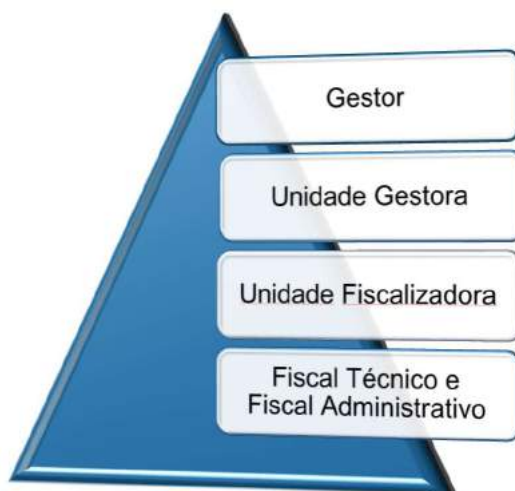 Gestor
Unidade Gestora
Unidade Fiscalizadora
Fiscal Técnico e
Fiscal Administrativo